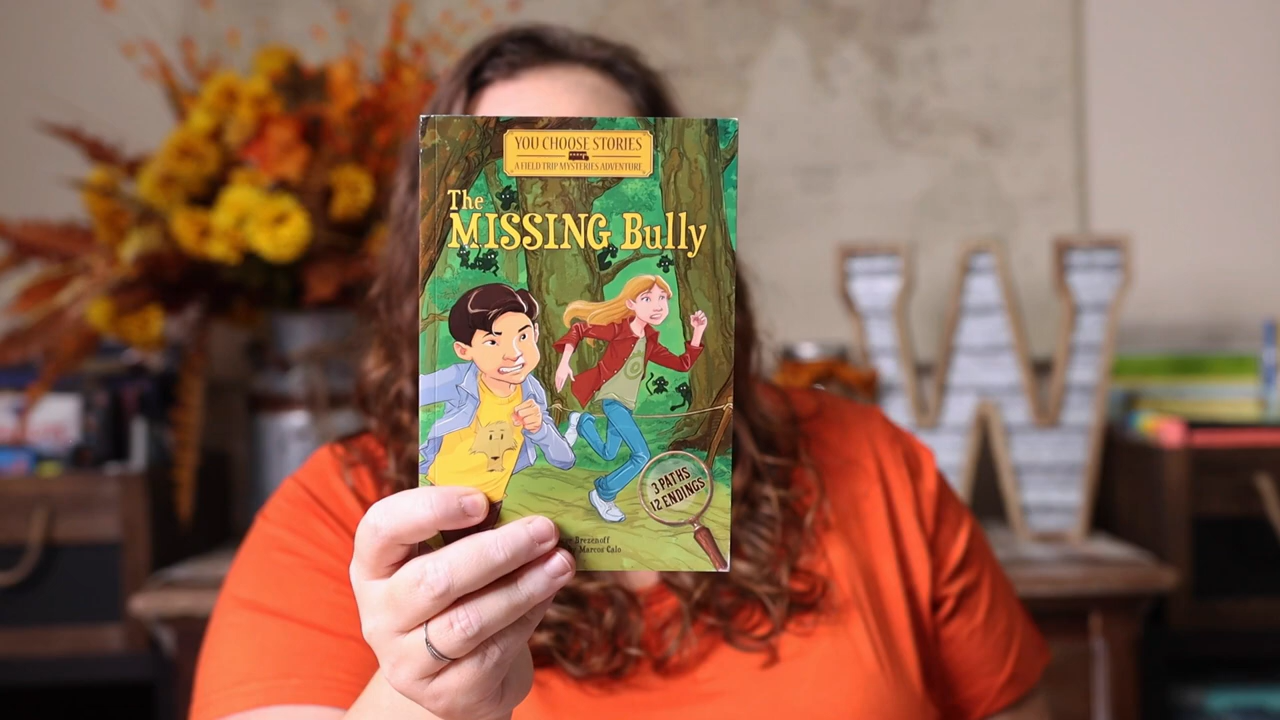 YOU CHOOSE STORIES
A FIELD TRIP MYSTERIES ADVENTURE
The
MISSING Bully
3 PATHS
12 ENDINGS
Brezenoff
Marcos Calo
W